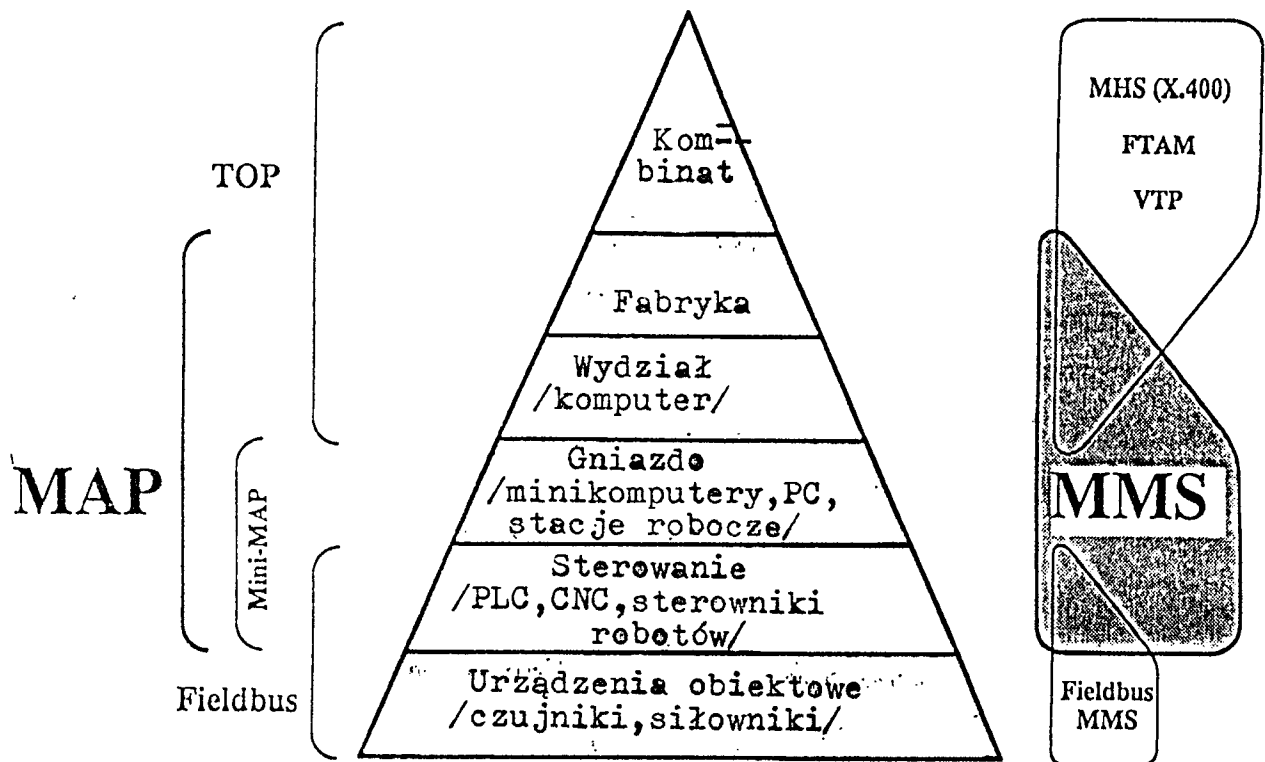 TOP
MAP
Mini-MAP
Fieldbus
Kom-
binat
Fabryka
Wydział
/komputer/
Gniazdo
/minikomputery,PC,
stacje robocze/
Sterowanie
/PLC,CNC,sterowniki
robotów/
Urządzenia obiektowe
/czujniki,siłowniki/
MHS (X.400)
FTAM
VTP
MMS
Fieldbus
MMS